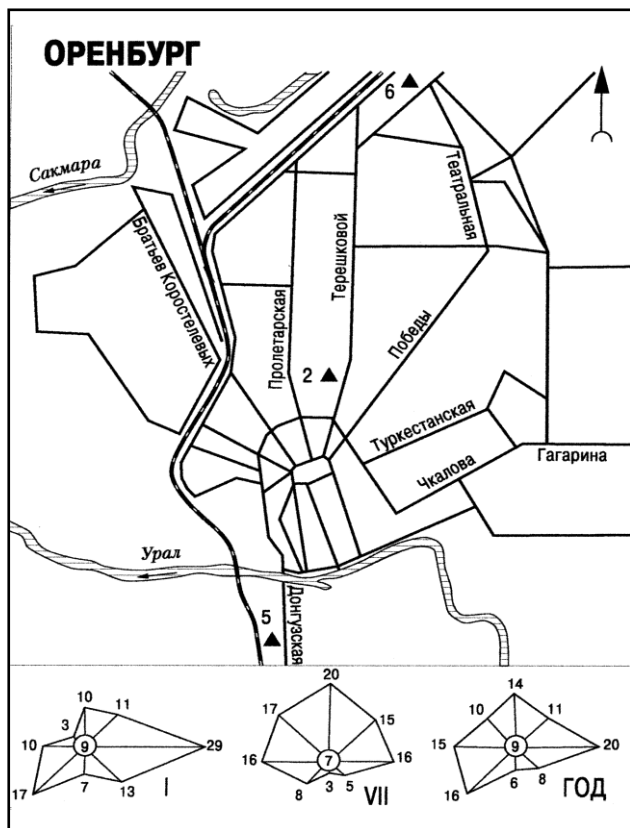 ОРЕНБУРГ
6
Сакмара
Театральная
Братьев Коростелевых
Пролетарская
Терешковой
Победы
2
Туркестанская
Чкалова
Гагарина
Урал
5
Донгузская
10
11
3
10
9
29
17
7
13
I
20
17
15
16
7
16
8
3
5
VII
14
10
11
15
9
20
16
6
8
ГОД